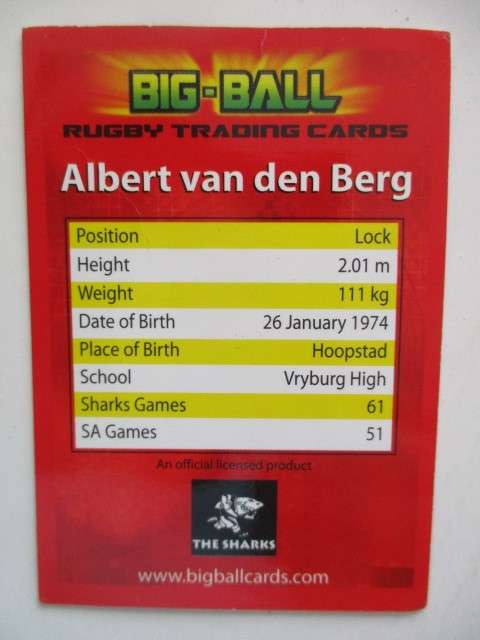 BIG-BALL
RUGBY TRADING CARDS
Albert van den Berg
Position Lock
Height 2.01 m
Weight 111 kg
Date of Birth 26 January 1974
Place of Birth Hoopstad
School Vryburg High
Sharks Games 61
SA Games 51
An official licensed product
THE SHARKS
www.bigballcards.com